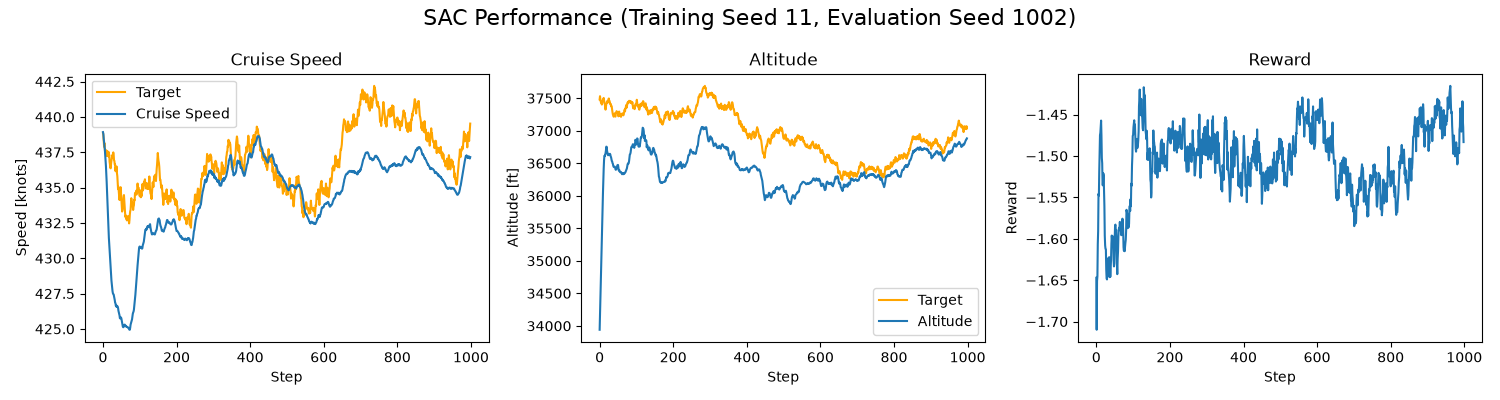 SAC Performance (Training Seed 11, Evaluation Seed 1002)
Cruise Speed
Speed [knots]
442.5
440.0
437.5
435.0
432.5
430.0
427.5
425.0
Target
Cruise Speed
0 200 400 600 800 1000
Step
Altitude
Altitude [ft]
37500
37000
36500
36000
35500
35000
34500
34000
Target
Altitude
0 200 400 600 800 1000
Step
Reward
Reward
−1.45
−1.50
−1.55
−1.60
−1.65
−1.70
0 200 400 600 800 1000
Step